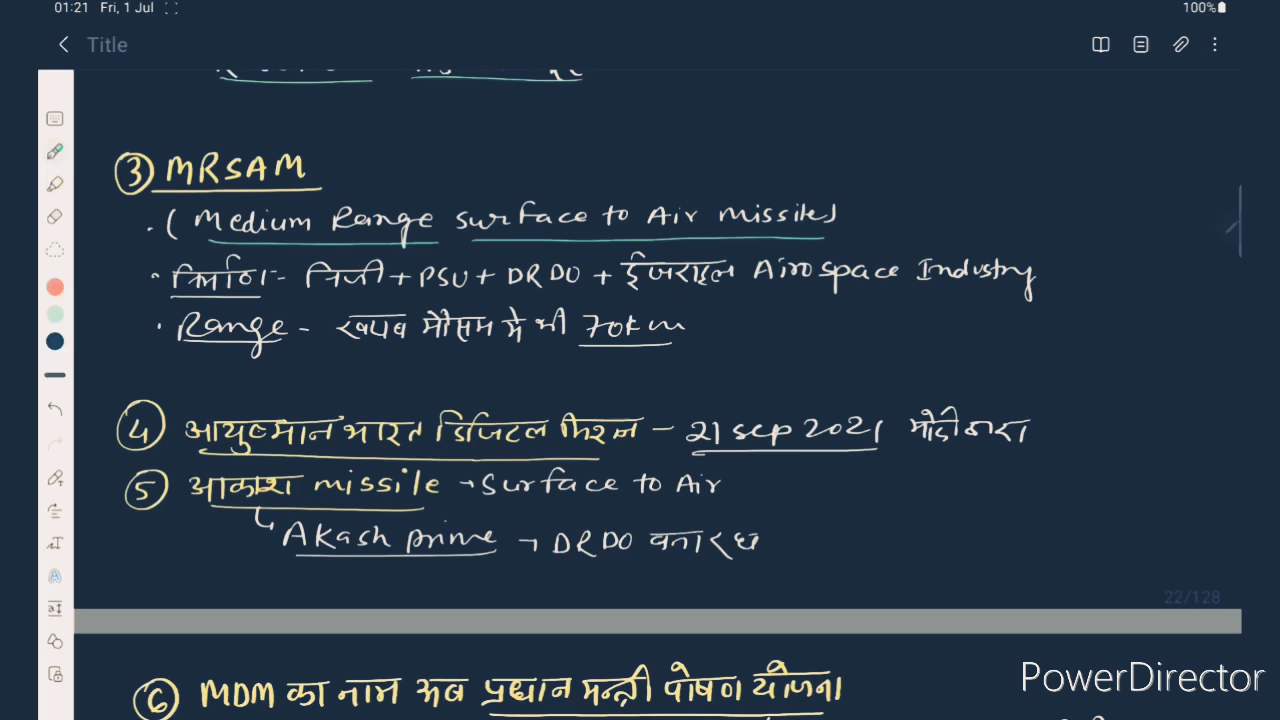 01:21 Fri, 1 Jul 100%
Title
③ MRSAM
. ( Medium Range surface to Air missile)
• निर्माण:- निजी + PSU + DRDO + ईजराइल Airospace Industry
• Range - खराब मौसम मे भी 70km
④ आयुष्मान भारत डिजिटल मिशन - 21 sep 2021 मोदी द्वारा
⑤ आकाश missile → Surface to Air
↳ Akash prime → DRDO बना रहा
22/128
⑥ MDM का नाम अब प्रधान मन्त्री पोषण योजना
PowerDirector